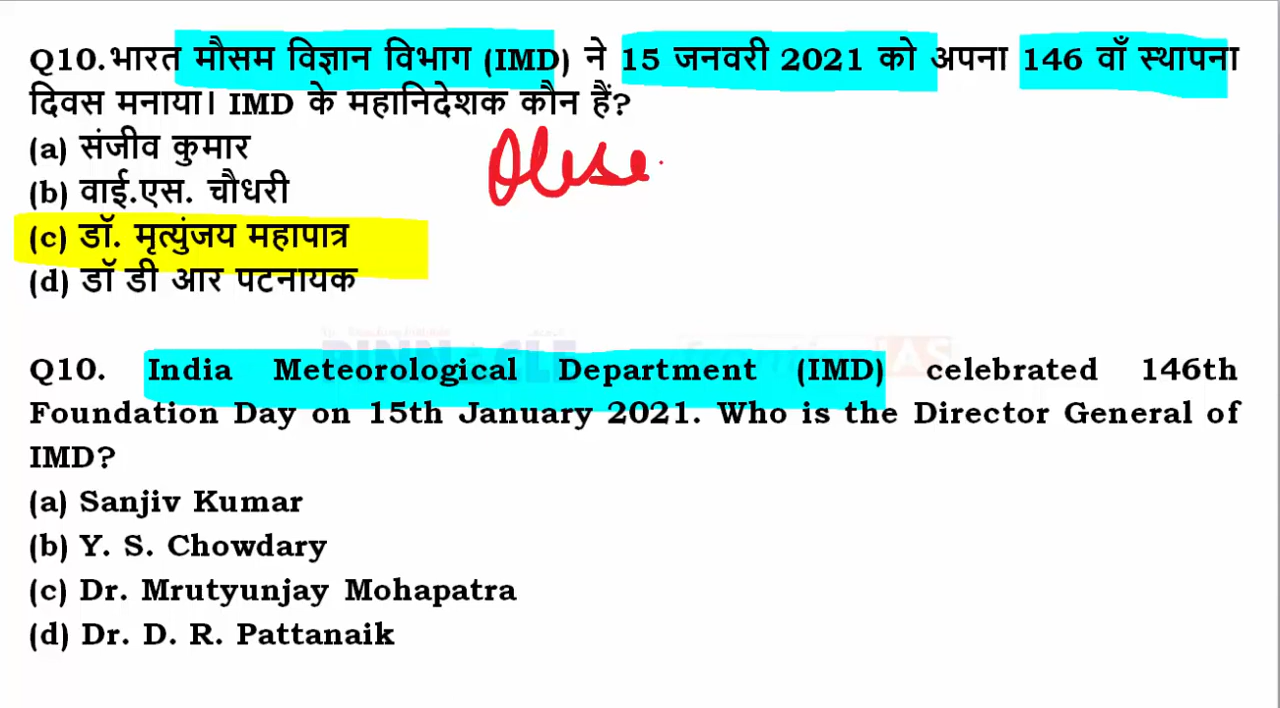 Q10.भारत मौसम विज्ञान विभाग (IMD) ने 15 जनवरी 2021 को अपना 146 वाँ स्थापना
दिवस मनाया। IMD के महानिदेशक कौन हैं?
(a) संजीव कुमार
(b) वाई.एस. चौधरी
(c) डॉ. मृत्युंजय महापात्र
(d) डॉ डी आर पटनायक
Q10. India Meteorological Department (IMD) celebrated 146th
Foundation Day on 15th January 2021. Who is the Director General of
IMD?
(a) Sanjiv Kumar
(b) Y. S. Chowdary
(c) Dr. Mrutyunjay Mohapatra
(d) Dr. D. R. Pattanaik